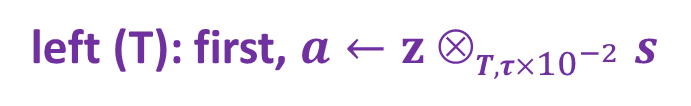 left (T): first, a ← z ⊗_{T,τ×10^{−2}} s